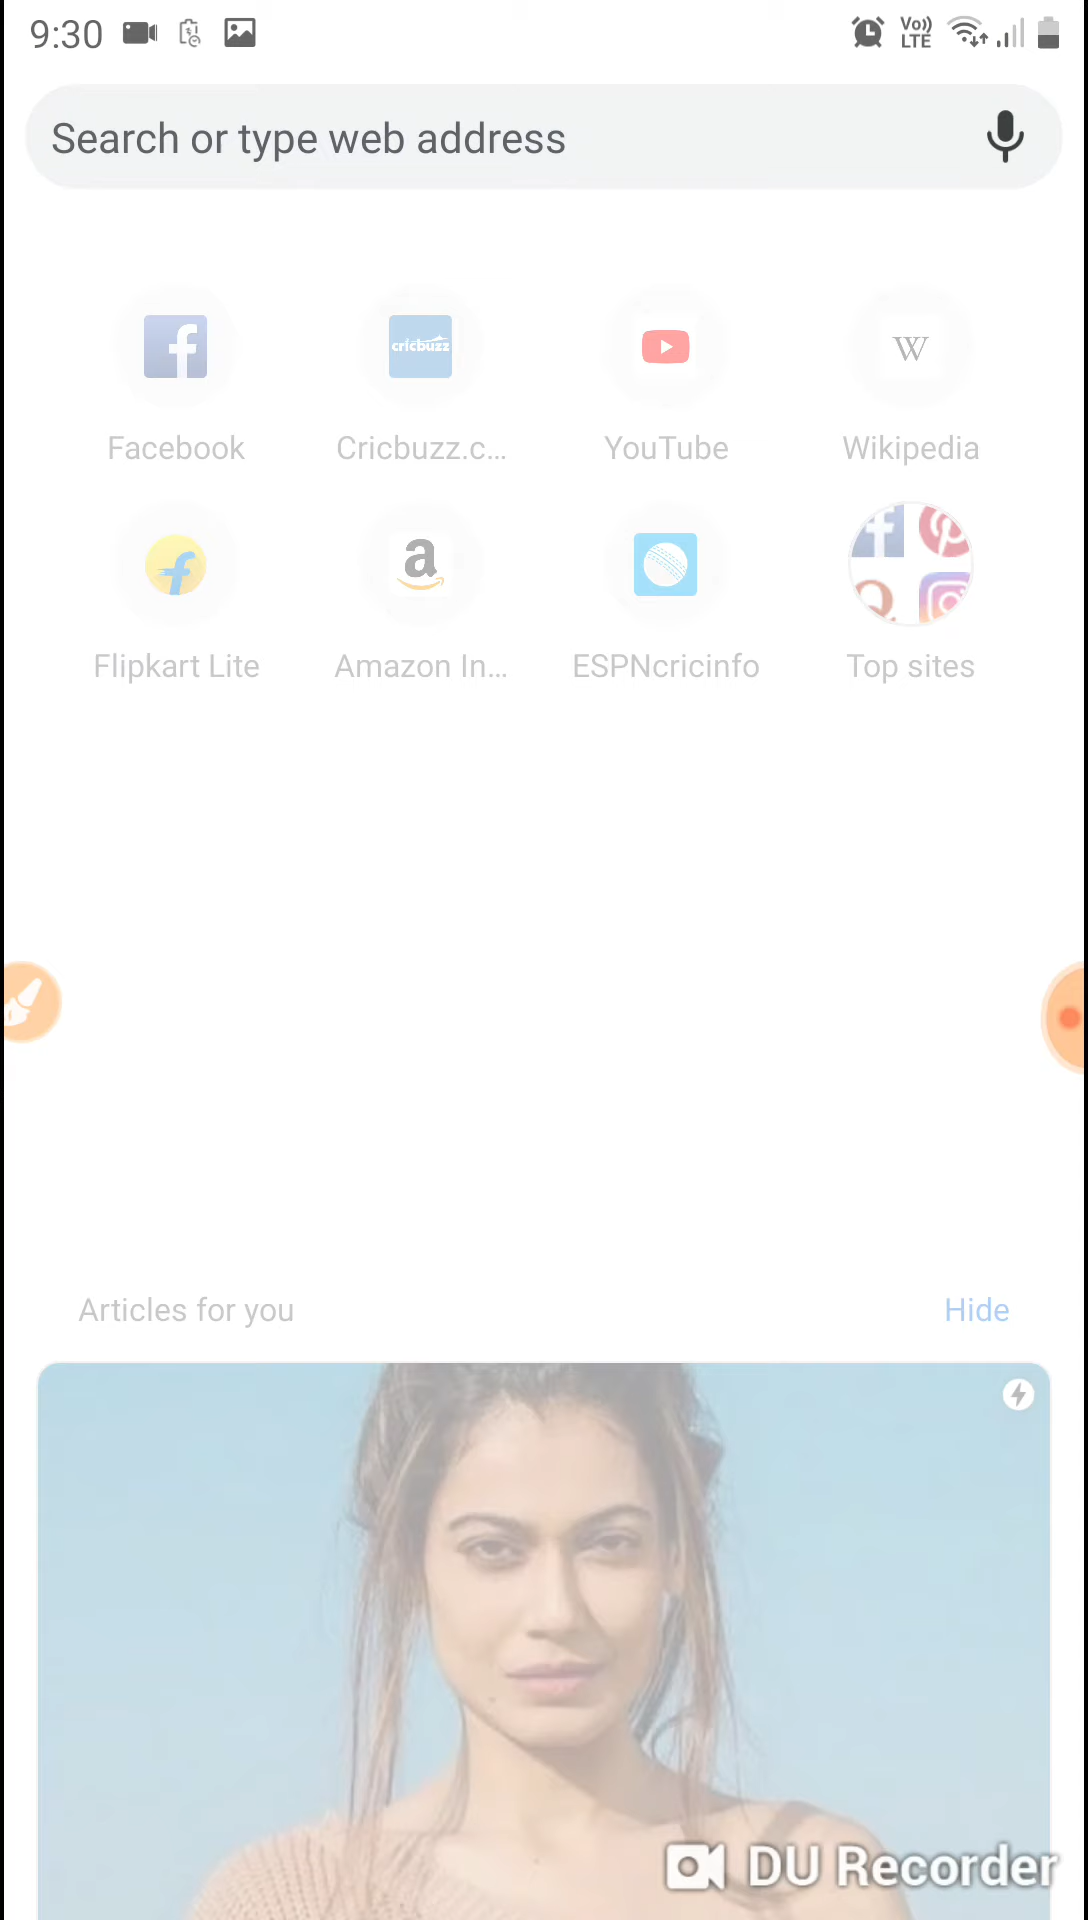 9:30
Vo))
LTE
Search or type web address
cricbuzz
W
Facebook
Cricbuzz.c...
YouTube
Wikipedia
a
Flipkart Lite
Amazon In...
ESPNcricinfo
Top sites
Articles for you
Hide
DU Recorder